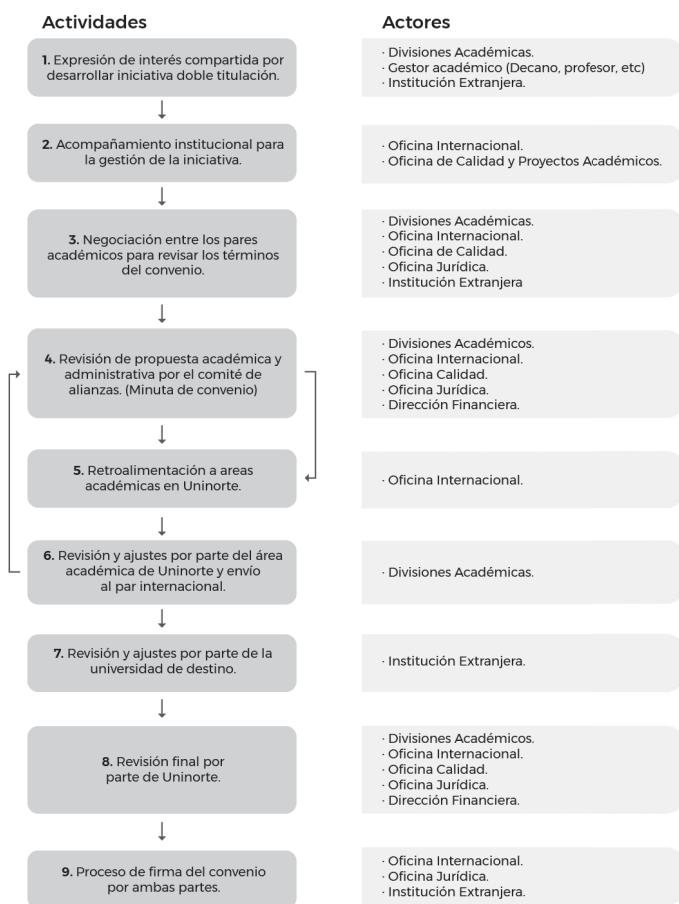 Actividades
Actores
1. Expresión de interés compartida por
desarrollar iniciativa doble titulación.
· Divisiones Académicas.
· Gestor académico (Decano, profesor, etc)
· Institución Extranjera.
2. Acompañamiento institucional para
la gestión de la iniciativa.
· Oficina Internacional.
· Oficina de Calidad y Proyectos Académicos.
3. Negociación entre los pares
académicos para revisar los términos
del convenio.
· Divisiones Académicas.
· Oficina Internacional.
· Oficina de Calidad.
· Oficina Jurídica.
· Institución Extranjera
4. Revisión de propuesta académica y
administrativa por el comité de
alianzas. (Minuta de convenio)
· Divisiones Académicos.
· Oficina Internacional.
· Oficina Calidad.
· Oficina Jurídica.
· Dirección Financiera.
5. Retroalimentación a areas
académicas en Uninorte.
· Oficina Internacional.
6. Revisión y ajustes por parte del área
académica de Uninorte y envío
al par internacional.
· Divisiones Académicas.
7. Revisión y ajustes por parte de la
universidad de destino.
· Institución Extranjera.
8. Revisión final por
parte de Uninorte.
· Divisiones Académicos.
· Oficina Internacional.
· Oficina Calidad.
· Oficina Jurídica.
· Dirección Financiera.
9. Proceso de firma del convenio
por ambas partes.
· Oficina Internacional.
· Oficina Jurídica.
· Institución Extranjera.